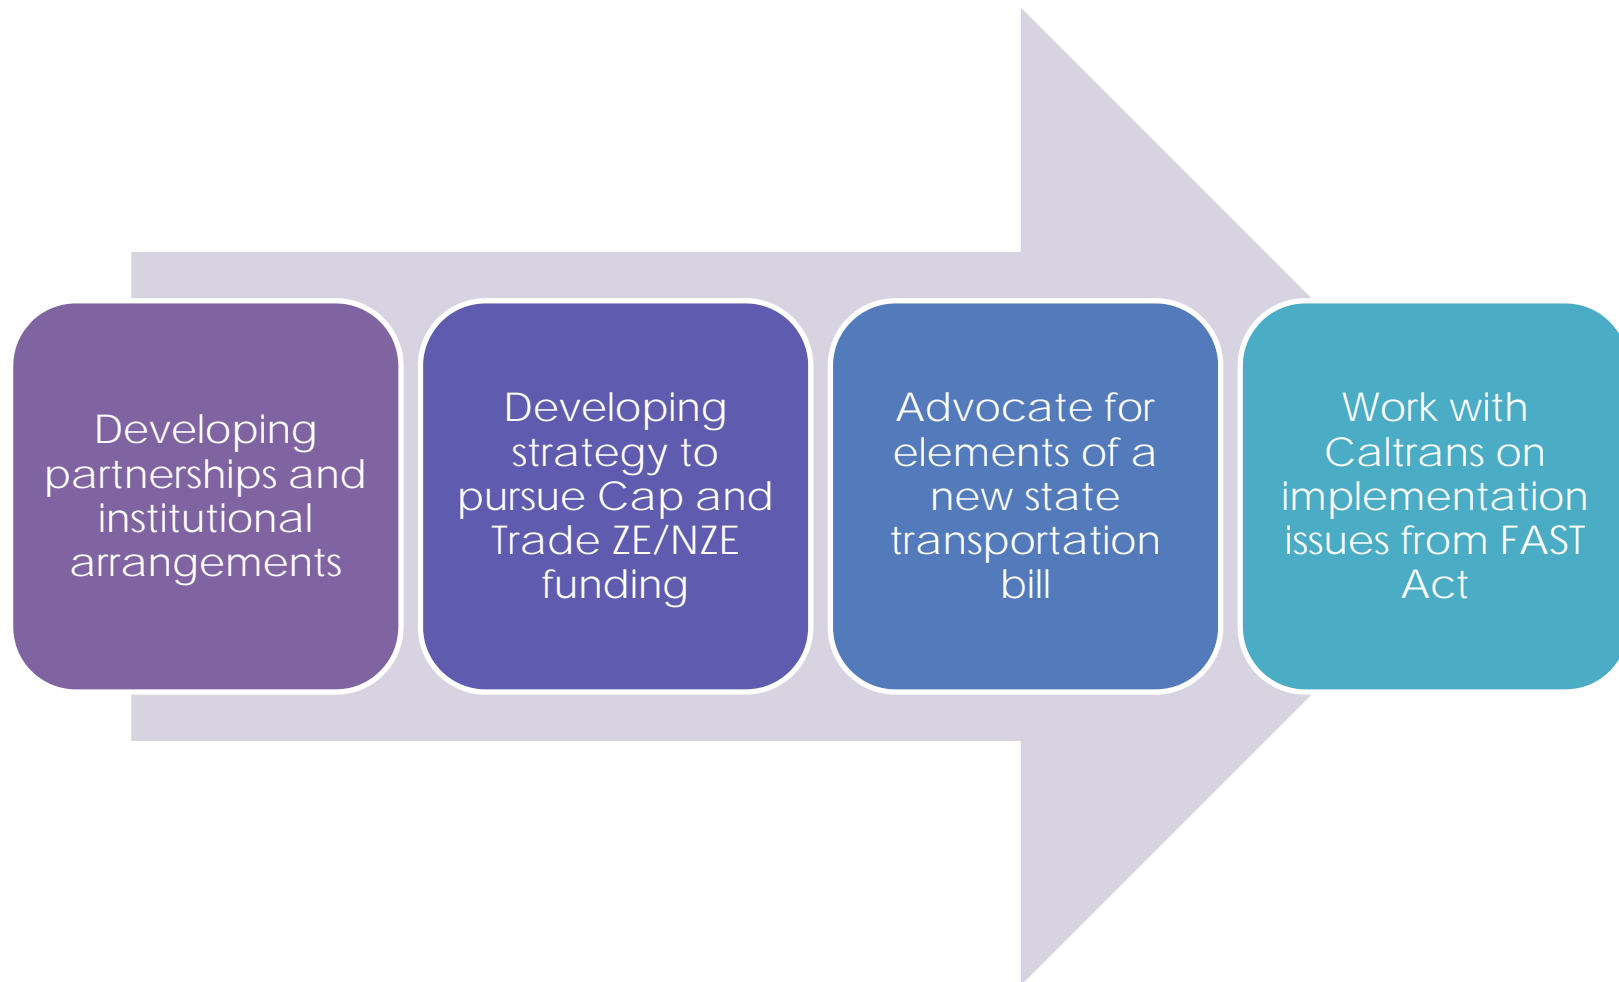 Developing
partnerships and
institutional
arrangements
Developing
strategy to
pursue Cap and
Trade ZE/NZE
funding
Advocate for
elements of a
new state
transportation
bill
Work with
Caltrans on
implementation
issues from FAST
Act